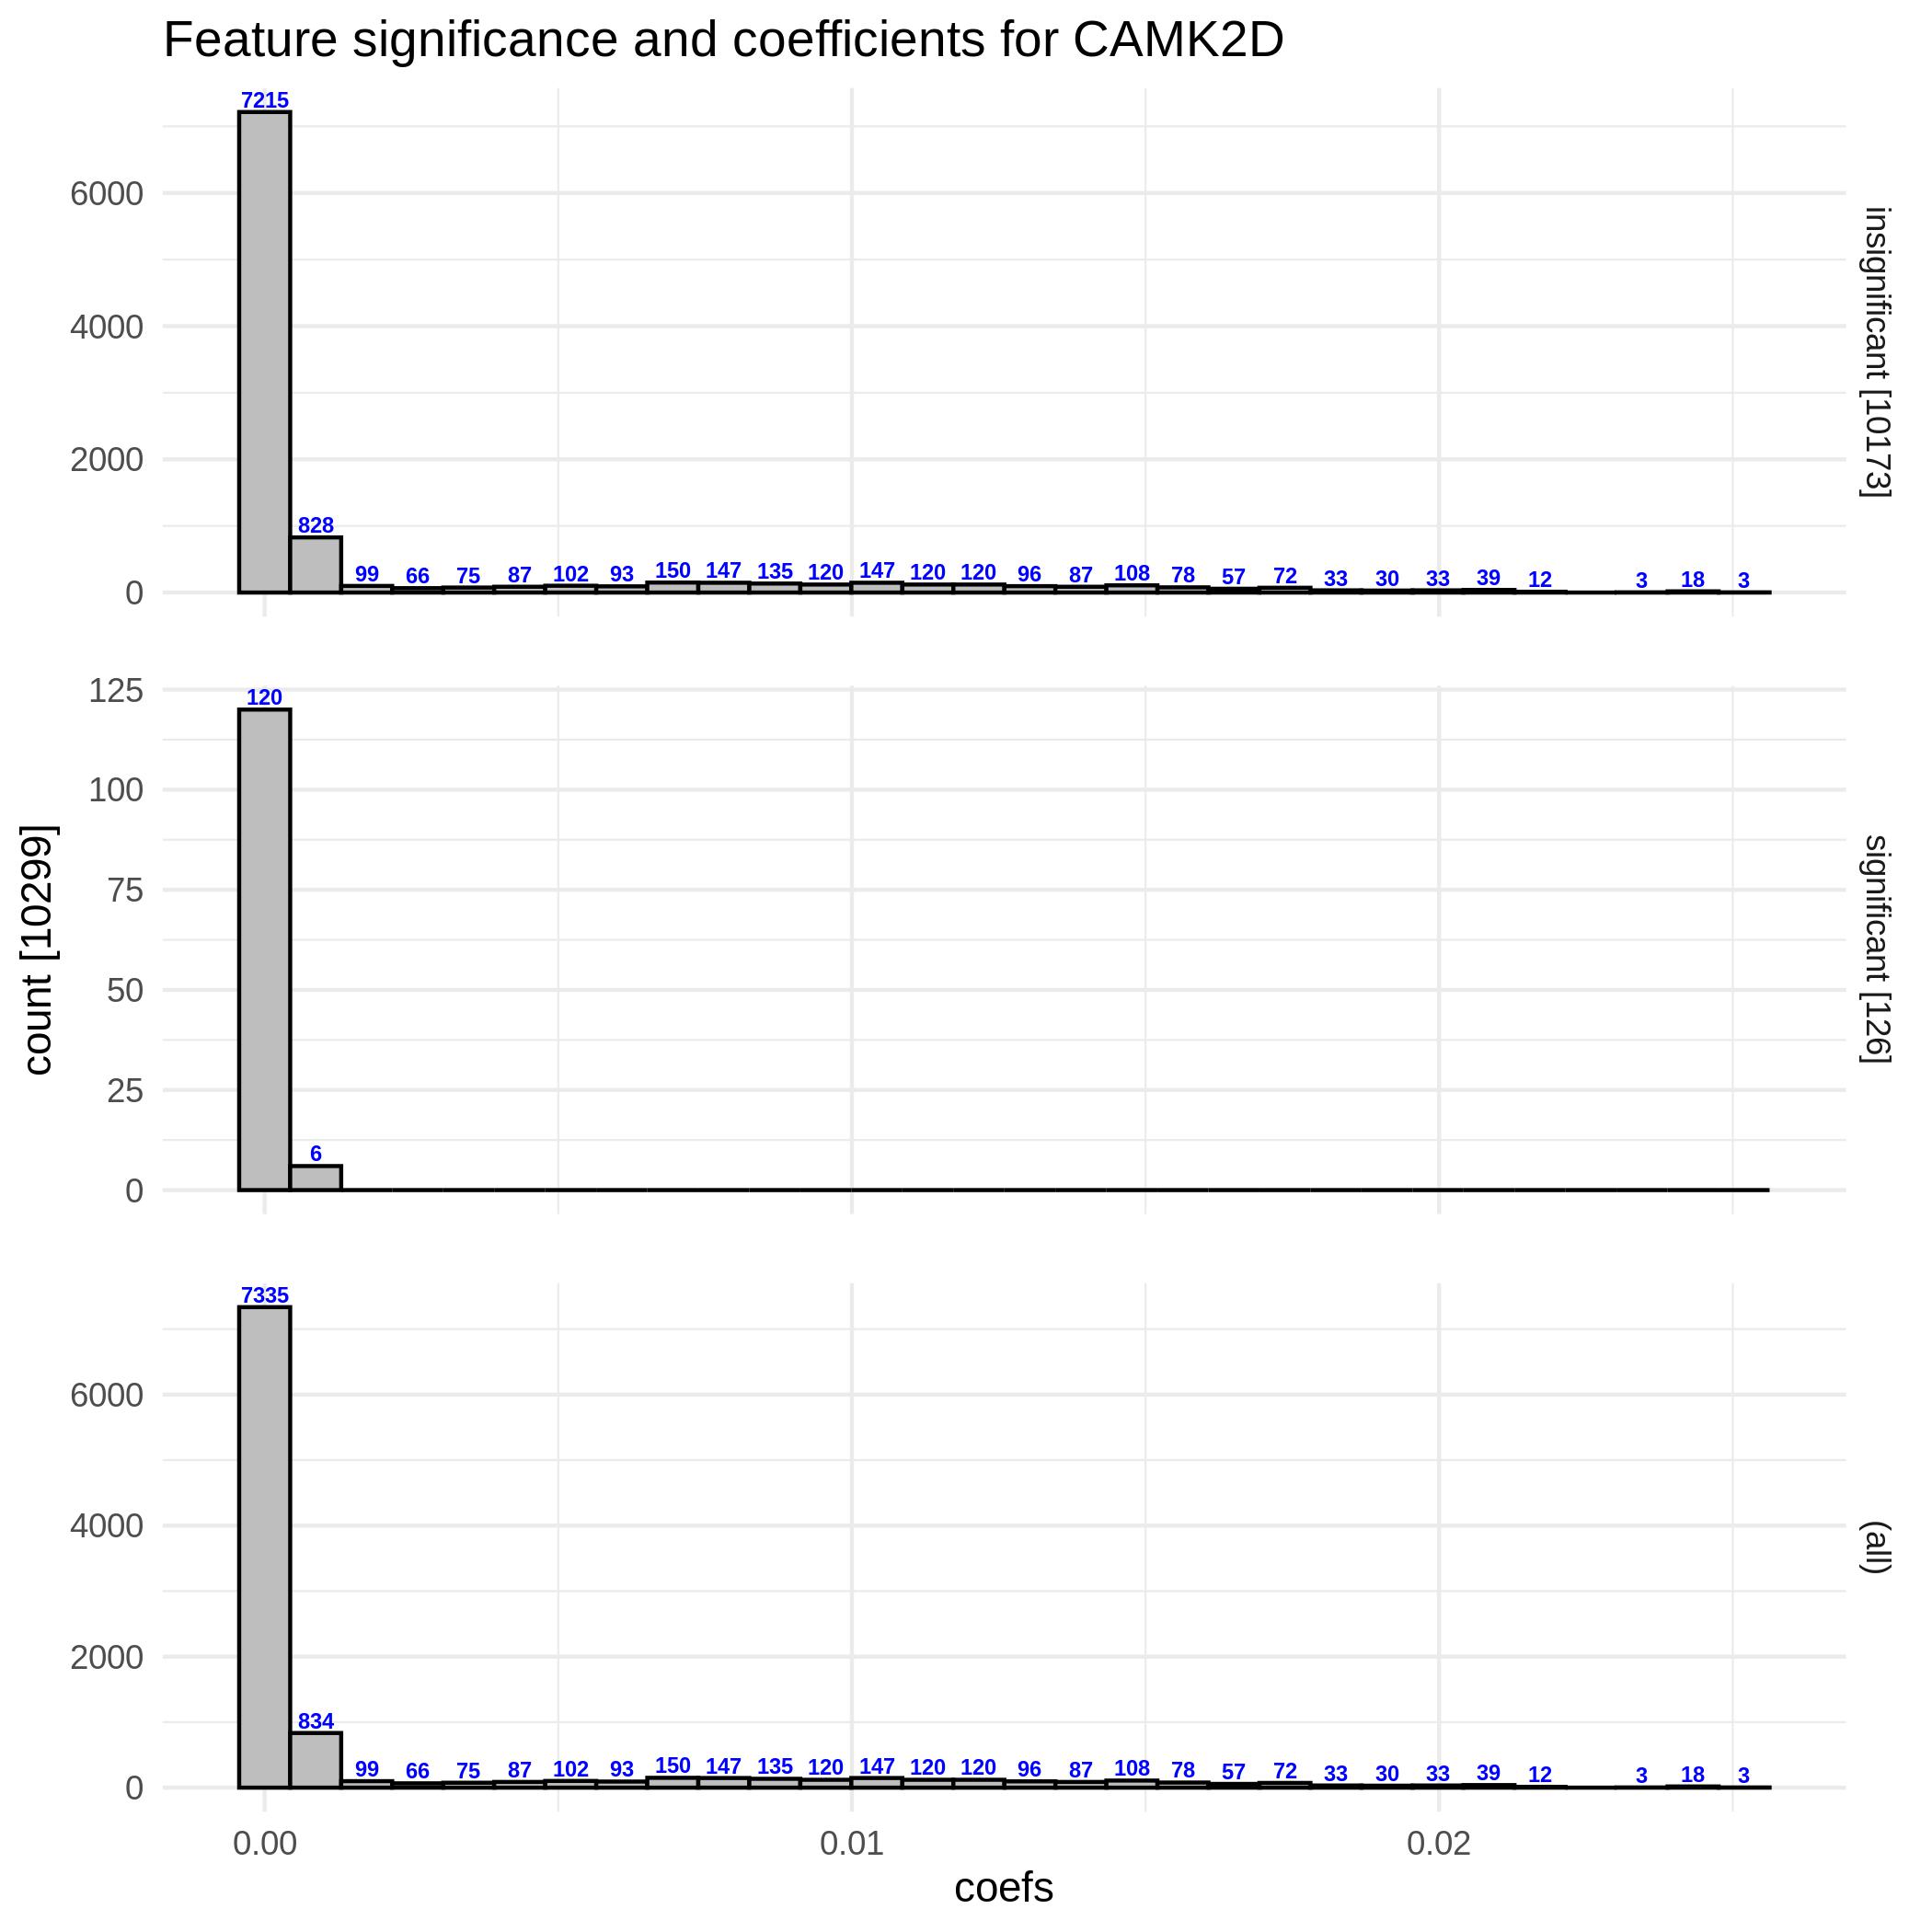 Feature significance and coefficients for CAMK2D
7215
828 99 66 75 87 102 93 150 147 135 120 147 120 120 96 87 108 78 57 72 33 30 33 39 12 3 18 3
6000
4000
2000
0
insignificant [10173]
120
6
125
100
75
50
25
0
significant [126]
count [10299]
7335
834 99 66 75 87 102 93 150 147 135 120 147 120 120 96 87 108 78 57 72 33 30 33 39 12 3 18 3
6000
4000
2000
0
(all)
0.00 0.01 0.02
coefs